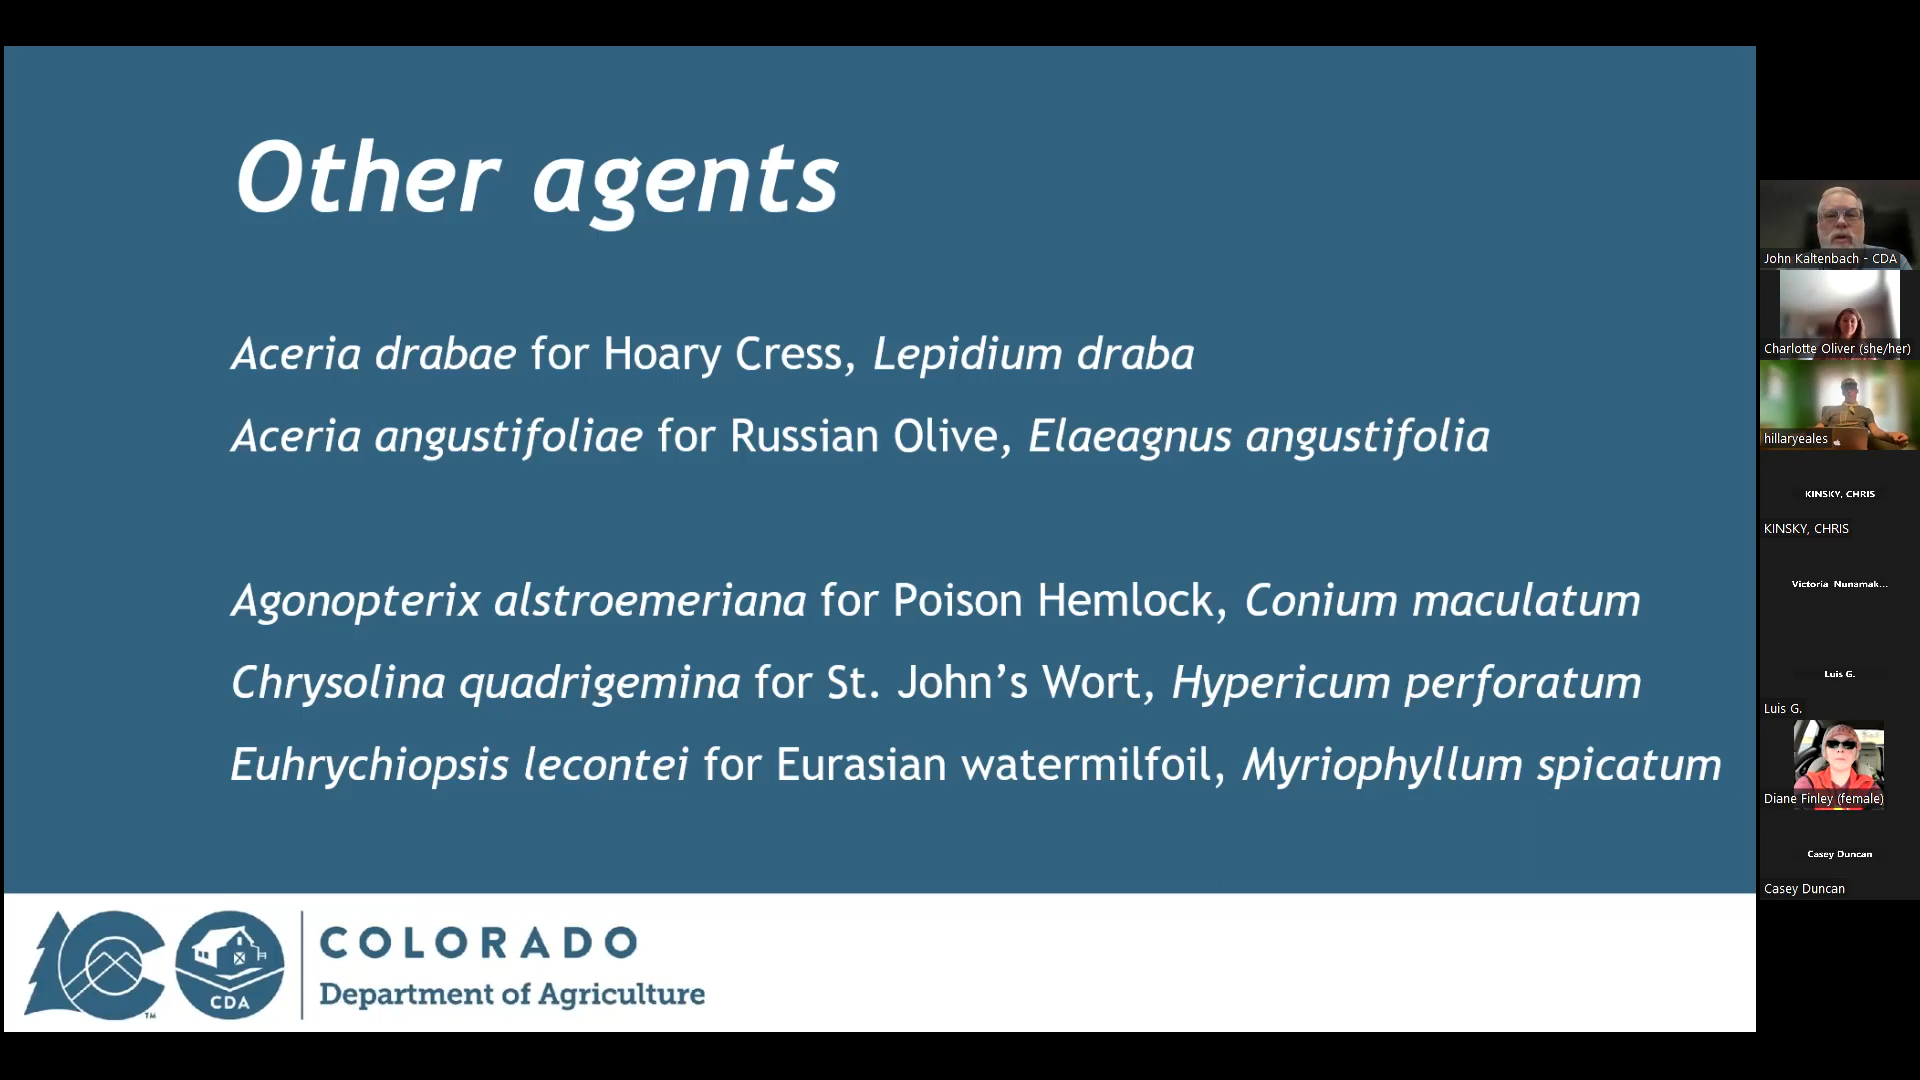 Other agents
Aceria drabae for Hoary Cress, Lepidium draba
Aceria angustifoliae for Russian Olive, Elaeagnus angustifolia
Agonopterix alstroemeriana for Poison Hemlock, Conium maculatum
Chrysolina quadrigemina for St. John’s Wort, Hypericum perforatum
Euhrychiopsis lecontei for Eurasian watermilfoil, Myriophyllum spicatum
C TM
CDA
COLORADO
Department of Agriculture
John Kaltenbach - CDA
Charlotte Oliver (she/her)
hillaryeales
KINSKY, CHRIS
KINSKY, CHRIS
Victoria Nunamak...
Luis G.
Luis G.
Diane Finley (female)
Casey Duncan
Casey Duncan